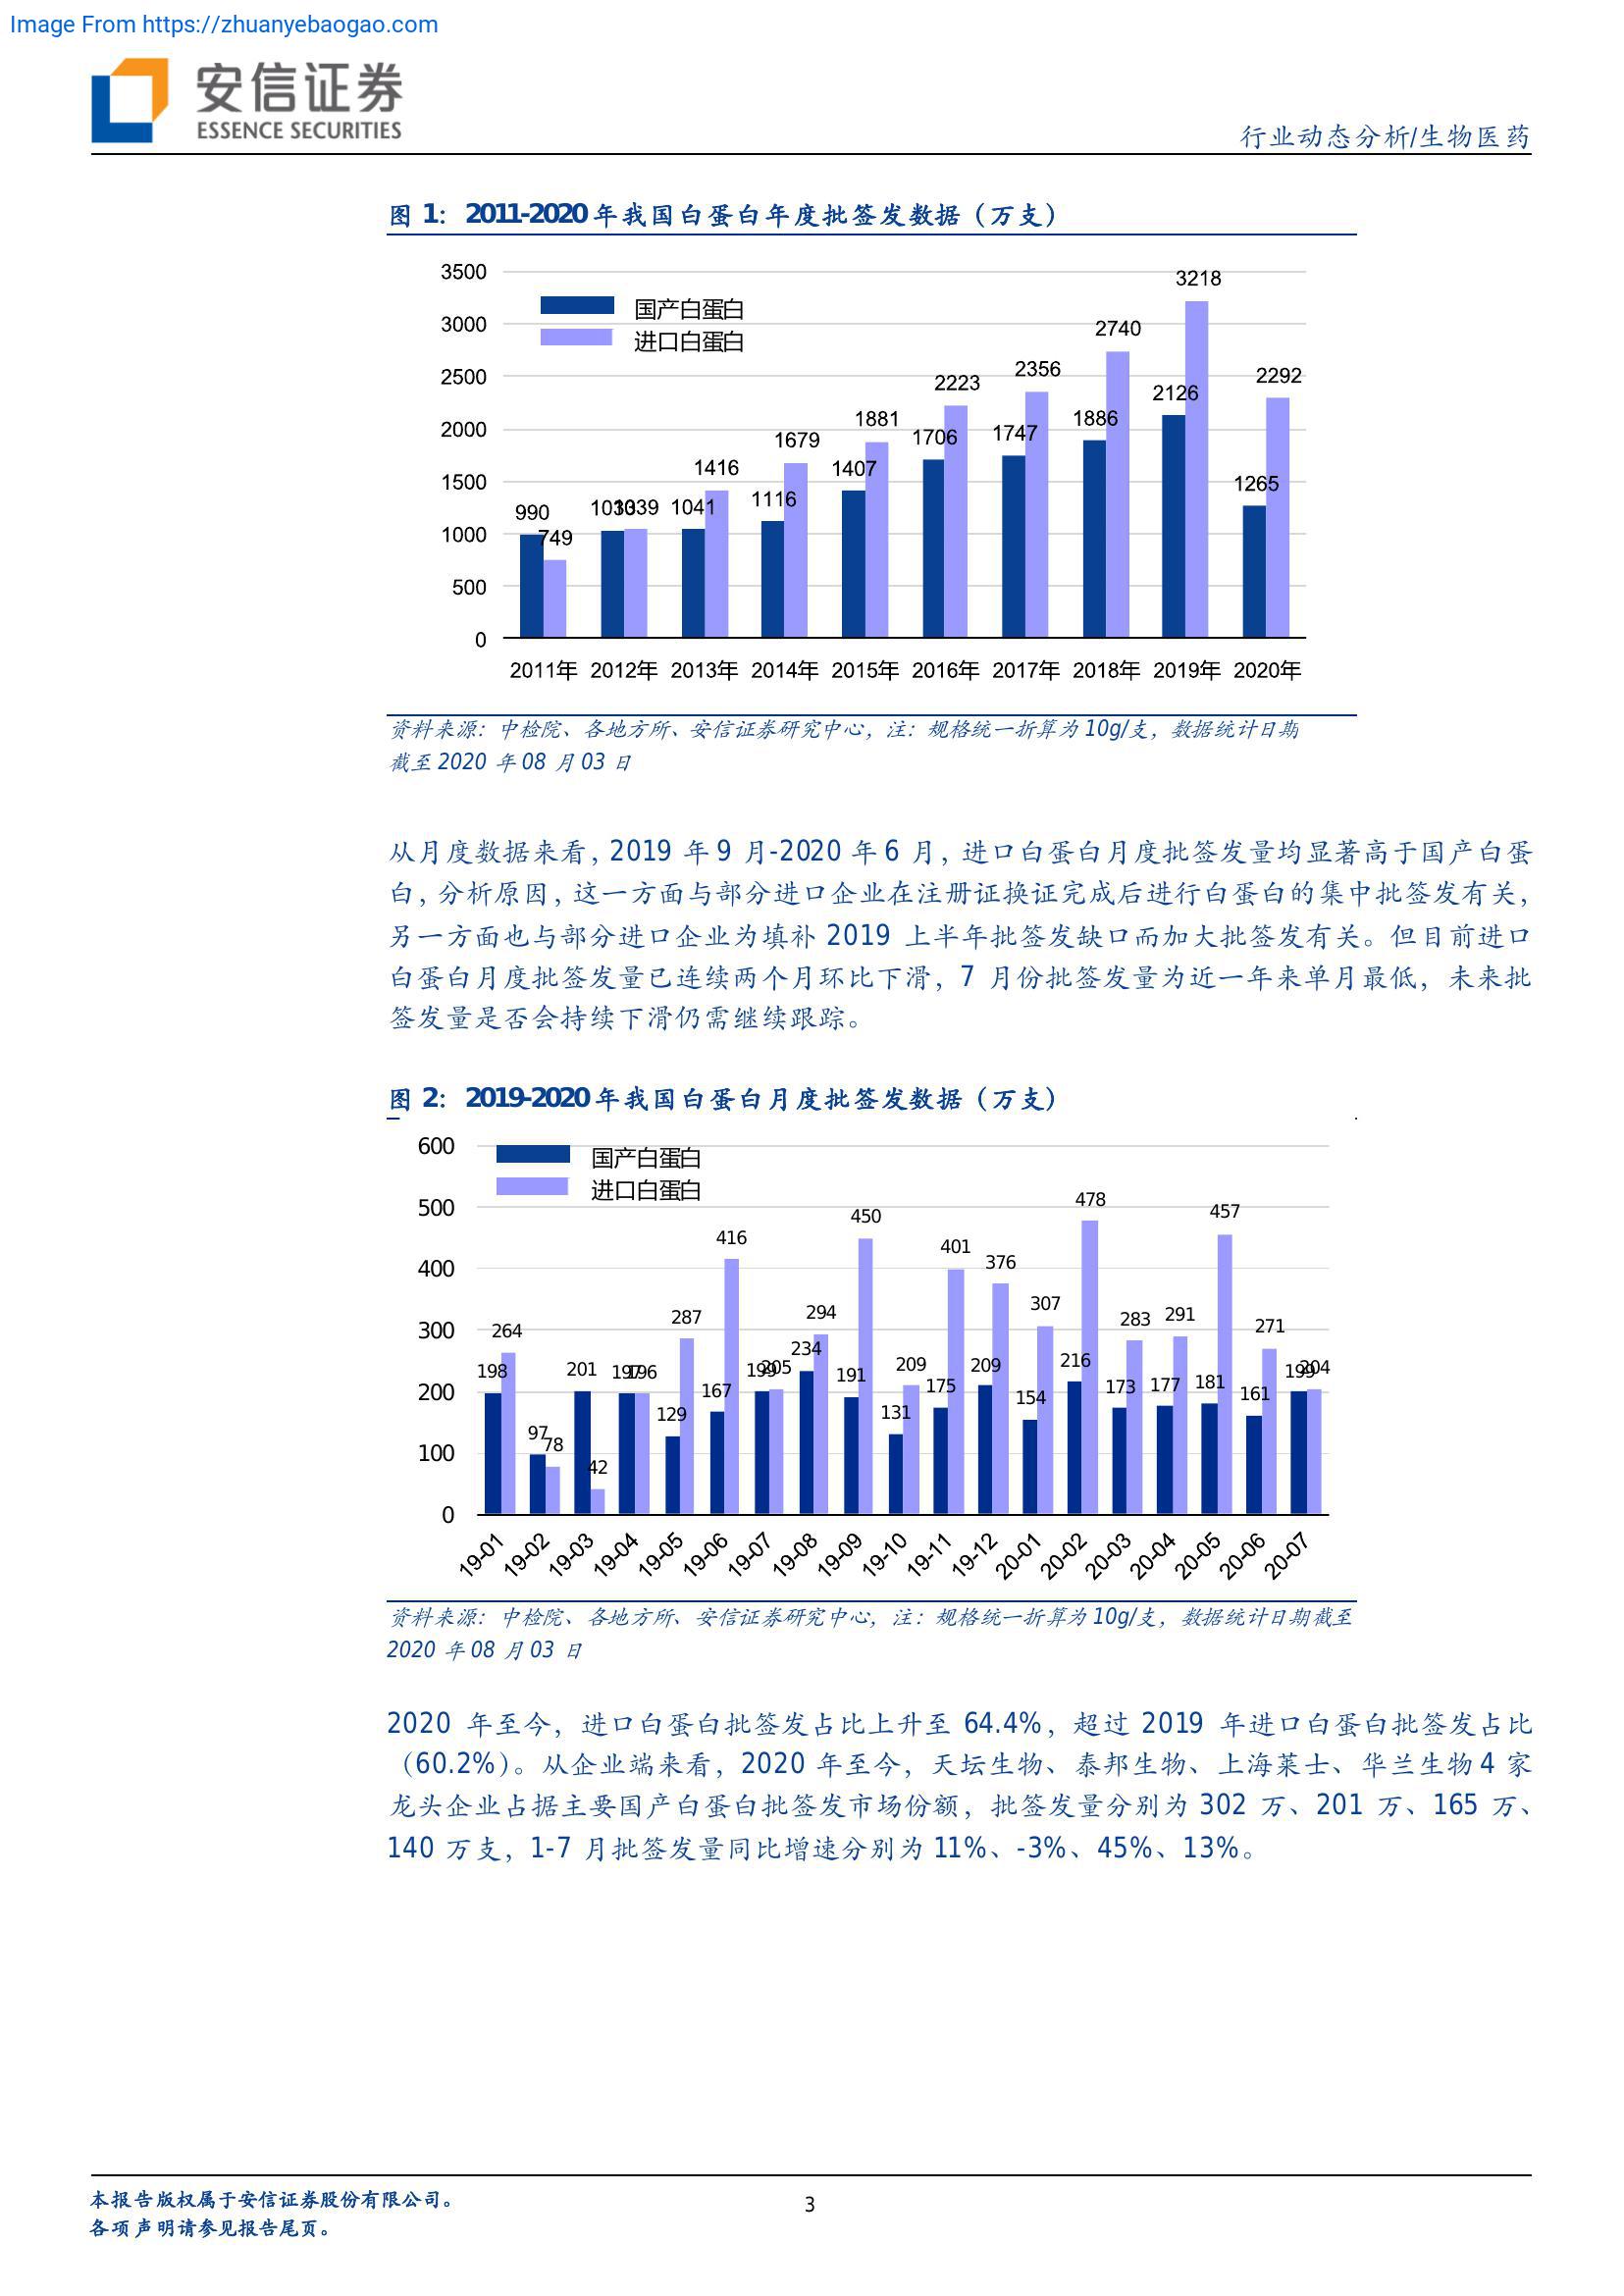 Image From https://zhuanyebaogao.com
安信证券
ESSENCE SECURITIES
行业动态分析/生物医药
图 1：2011-2020 年我国白蛋白年度批签发数据（万支）
3500
3000
2500
2000
1500
1000
500
0
国产白蛋白
进口白蛋白
990 749
1030 1039
1041 1416
1116 1679
1407 1881
1706 2223
1747 2356
1886 2740
2126 3218
1265 2292
2011年 2012年 2013年 2014年 2015年 2016年 2017年 2018年 2019年 2020年
资料来源：中检院、各地方所、安信证券研究中心，注：规格统一折算为 10g/支，数据统计日期
截至 2020 年 08 月 03 日
从月度数据来看，2019 年 9 月-2020 年 6 月，进口白蛋白月度批签发量均显著高于国产白蛋
白，分析原因，这一方面与部分进口企业在注册证换证完成后进行白蛋白的集中批签发有关，
另一方面也与部分进口企业为填补 2019 上半年批签发缺口而加大批签发有关。但目前进口
白蛋白月度批签发量已连续两个月环比下滑，7 月份批签发量为近一年来单月最低，未来批
签发量是否会持续下滑仍需继续跟踪。
图 2：2019-2020 年我国白蛋白月度批签发数据（万支）
600
500
400
300
200
100
0
国产白蛋白
进口白蛋白
198 264
97 78
201 42
197 196
129 287
167 416
199 205
234 294
191 450
131 209
175 401
209 376
154 307
216 478
173 283
177 291
181 457
161 271
199 204
19-01 19-02 19-03 19-04 19-05 19-06 19-07 19-08 19-09 19-10 19-11 19-12 20-01 20-02 20-03 20-04 20-05 20-06 20-07
资料来源：中检院、各地方所、安信证券研究中心，注：规格统一折算为 10g/支，数据统计日期截至
2020 年 08 月 03 日
2020 年至今，进口白蛋白批签发占比上升至 64.4%，超过 2019 年进口白蛋白批签发占比
（60.2%）。从企业端来看，2020 年至今，天坛生物、泰邦生物、上海莱士、华兰生物 4 家
龙头企业占据主要国产白蛋白批签发市场份额，批签发量分别为 302 万、201 万、165 万、
140 万支，1-7 月批签发量同比增速分别为 11%、-3%、45%、13%。
本报告版权属于安信证券股份有限公司。
3
各项声明请参见报告尾页。